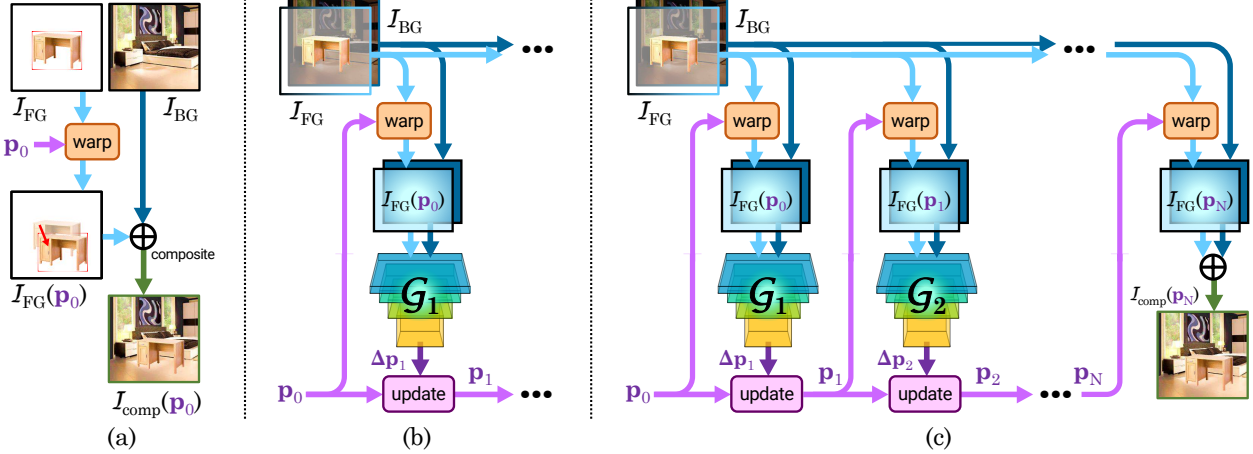 I_FG
I_BG
p_0
warp
composite
I_FG(p_0)
I_comp(p_0)
(a)
I_BG
•••
I_FG
warp
I_FG(p_0)
G_1
Δp_1
p_0
update
p_1
•••
(b)
I_BG
•••
I_FG
warp
warp
warp
I_FG(p_0)
I_FG(p_1)
I_FG(p_N)
G_1
G_2
I_comp(p_N)
Δp_1
Δp_2
p_0
update
p_1
update
p_2
•••
p_N
(c)